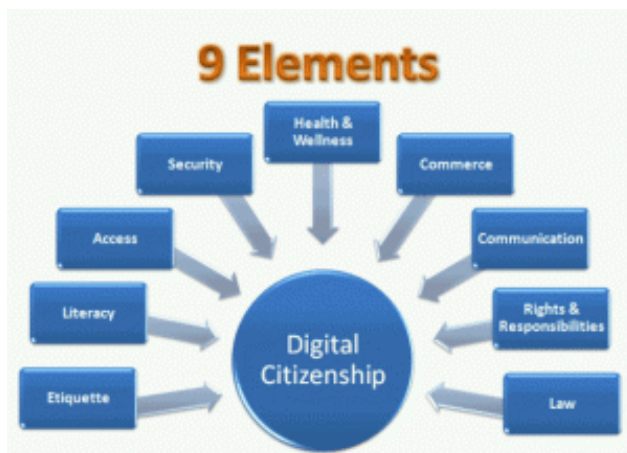 9 Elements
Health &
Wellness
Security
Commerce
Access
Communication
Literacy
Rights &
Responsibilities
Digital
Citizenship
Etiquette
Law